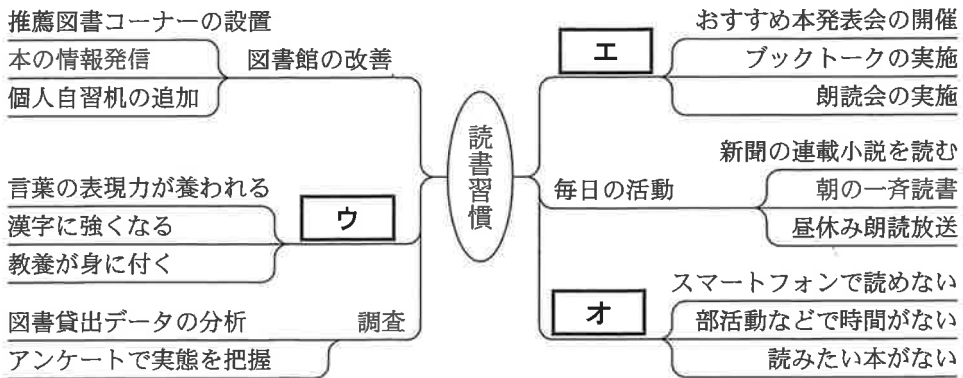 推薦図書コーナーの設置
本の情報発信
個人自習机の追加
図書館の改善
言葉の表現力が養われる
漢字に強くなる
教養が身に付く
ウ
図書貸出データの分析
アンケートで実態を把握
調査
読書習慣
エ
おすすめ本発表会の開催
ブックトークの実施
朗読会の実施
毎日の活動
新聞の連載小説を読む
朝の一斉読書
昼休み朗読放送
オ
スマートフォンで読めない
部活動などで時間がない
読みたい本がない